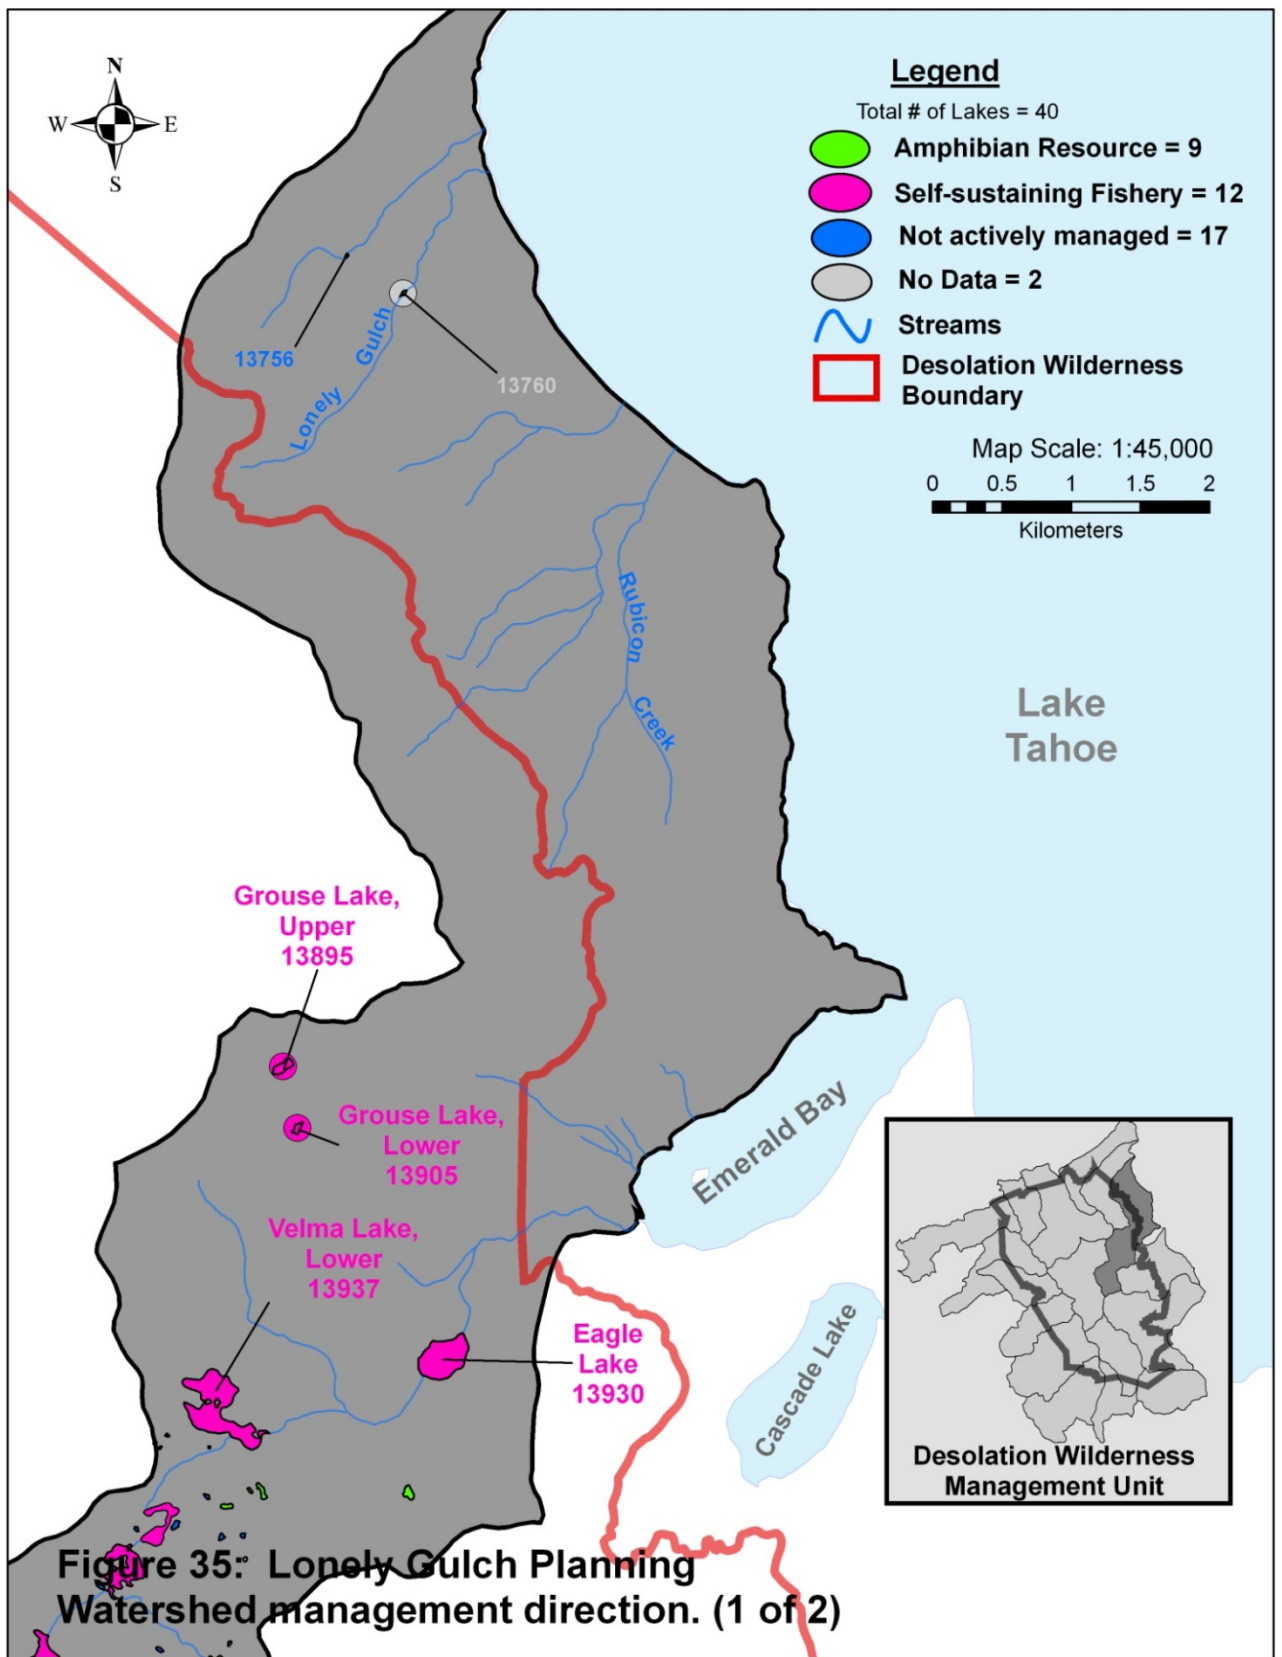 N
W
E
S
Legend
Total # of Lakes = 40
Amphibian Resource = 9
Self-sustaining Fishery = 12
Not actively managed = 17
No Data = 2
Streams
Desolation Wilderness
Boundary
Map Scale: 1:45,000
0 0.5 1 1.5 2
Kilometers
13756
Lonely Gulch
13760
Rubicon Creek
Lake
Tahoe
Grouse Lake,
Upper
13895
Grouse Lake,
Lower
13905
Velma Lake,
Lower
13937
Eagle
Lake
13930
Emerald Bay
Cascade Lake
Desolation Wilderness
Management Unit
Figure 35: Lonely Gulch Planning
Watershed management direction. (1 of 2)